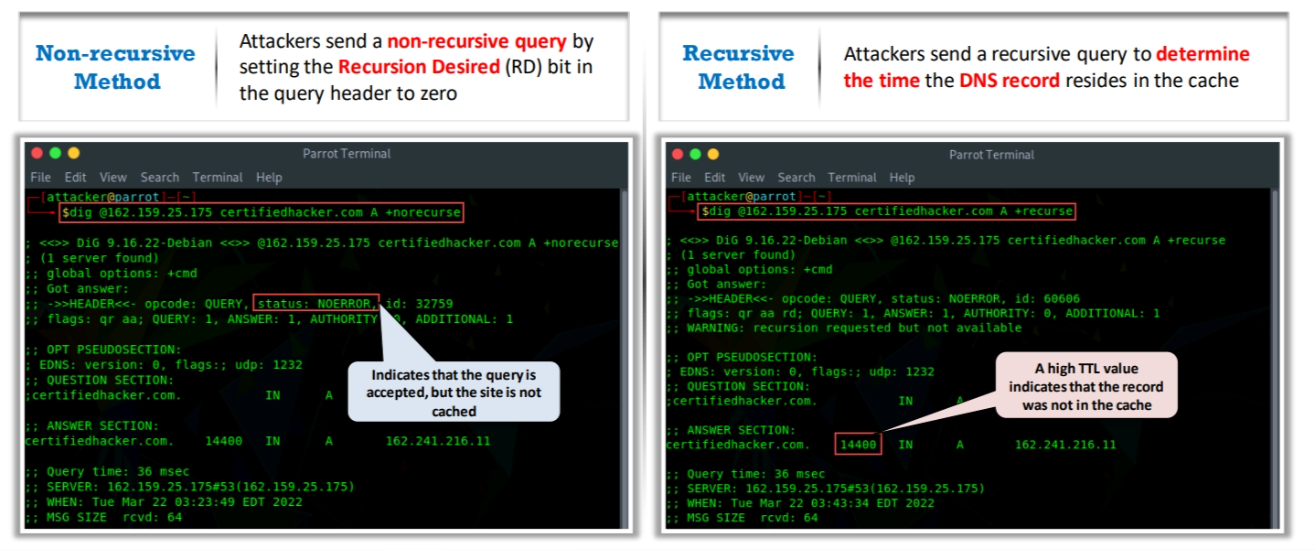 Non-recursive
Method
Attackers send a non-recursive query by
setting the Recursion Desired (RD) bit in
the query header to zero
Parrot Terminal
File Edit View Search Terminal Help
[attacker@parrot]-[~]
$dig @162.159.25.175 certifiedhacker.com A +norecurse
; <<>> DiG 9.16.22-Debian <<>> @162.159.25.175 certifiedhacker.com A +norecurse
; (1 server found)
;; global options: +cmd
;; Got answer:
;; ->>HEADER<<- opcode: QUERY, status: NOERROR, id: 32759
;; flags: qr aa; QUERY: 1, ANSWER: 1, AUTHORITY 0, ADDITIONAL: 1
;; OPT PSEUDOSECTION:
; EDNS: version: 0, flags:; udp: 1232
;; QUESTION SECTION:
;certifiedhacker.com. IN A
Indicates that the query is
accepted, but the site is not
cached
;; ANSWER SECTION:
certifiedhacker.com. 14400 IN A 162.241.216.11
;; Query time: 36 msec
;; SERVER: 162.159.25.175#53(162.159.25.175)
;; WHEN: Tue Mar 22 03:23:49 EDT 2022
;; MSG SIZE rcvd: 64
Recursive
Method
Attackers send a recursive query to determine
the time the DNS record resides in the cache
Parrot Terminal
File Edit View Search Terminal Help
[attacker@parrot]-[~]
$dig @162.159.25.175 certifiedhacker.com A +recurse
; <<>> DiG 9.16.22-Debian <<>> @162.159.25.175 certifiedhacker.com A +recurse
; (1 server found)
;; global options: +cmd
;; Got answer:
;; ->>HEADER<<- opcode: QUERY, status: NOERROR, id: 60606
;; flags: qr aa rd; QUERY: 1, ANSWER: 1, AUTHORITY: 0, ADDITIONAL: 1
;; WARNING: recursion requested but not available
;; OPT PSEUDOSECTION:
; EDNS: version: 0, flags:; udp: 1232
;; QUESTION SECTION:
;certifiedhacker.com. IN A
A high TTL value
indicates that the record
was not in the cache
;; ANSWER SECTION:
certifiedhacker.com. 14400 IN A 162.241.216.11
;; Query time: 36 msec
;; SERVER: 162.159.25.175#53(162.159.25.175)
;; WHEN: Tue Mar 22 03:43:34 EDT 2022
;; MSG SIZE rcvd: 64